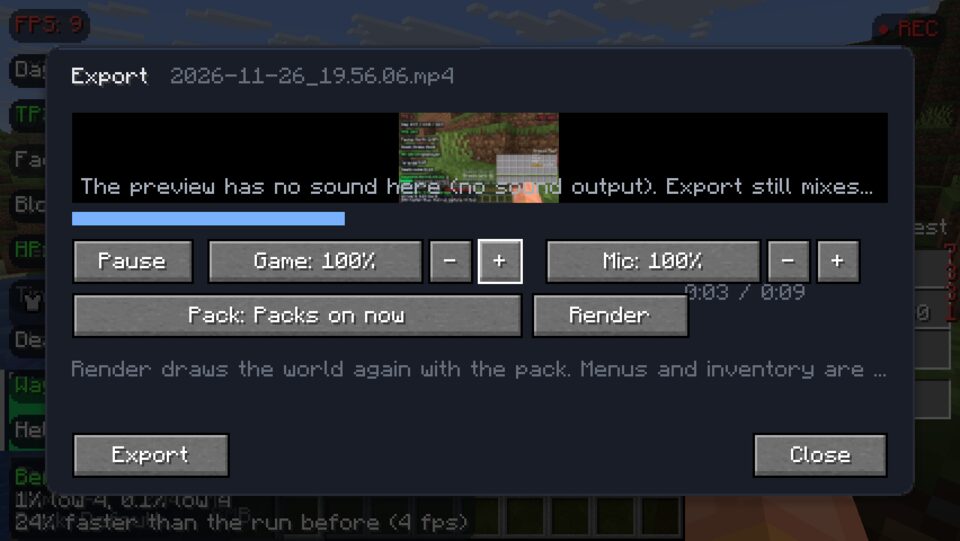 FPS: 9
REC
Export 2026-11-26_19.56.06.mp4
The preview has no sound here (no sound output). Export still mixes...
Pause
Game: 100%
-
+
Mic: 100%
-
+
0:03 / 0:09
Pack: Packs on now
Render
Render draws the world again with the pack. Menus and inventory are ...
Export
Close
1% low 4, 0.1% low 4
24% faster than the run before (4 fps)